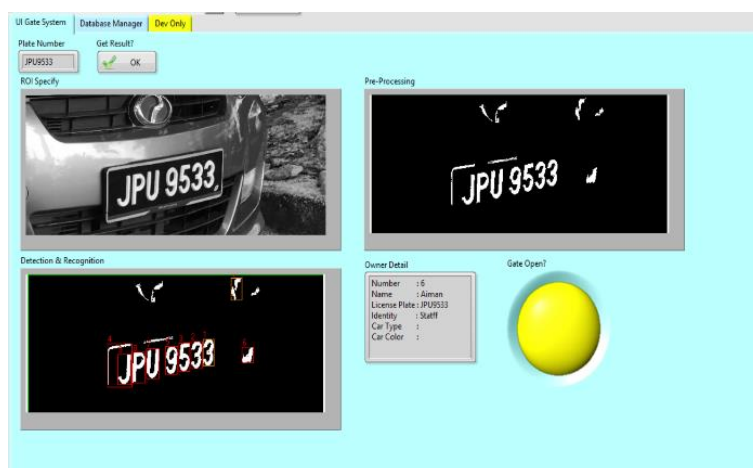 UI Gate System Database Manager Dev Only
Plate Number Get Result?
JPU9533 OK
ROI Specify Pre-Processing
JPU 9533
JPU 9533
Detection & Recognition Owner Detail Gate Open?
Number : 6
Name : Aiman
License Plate : JPU9533
Identity : Statff
Car Type :
Car Color :
JPU 9533